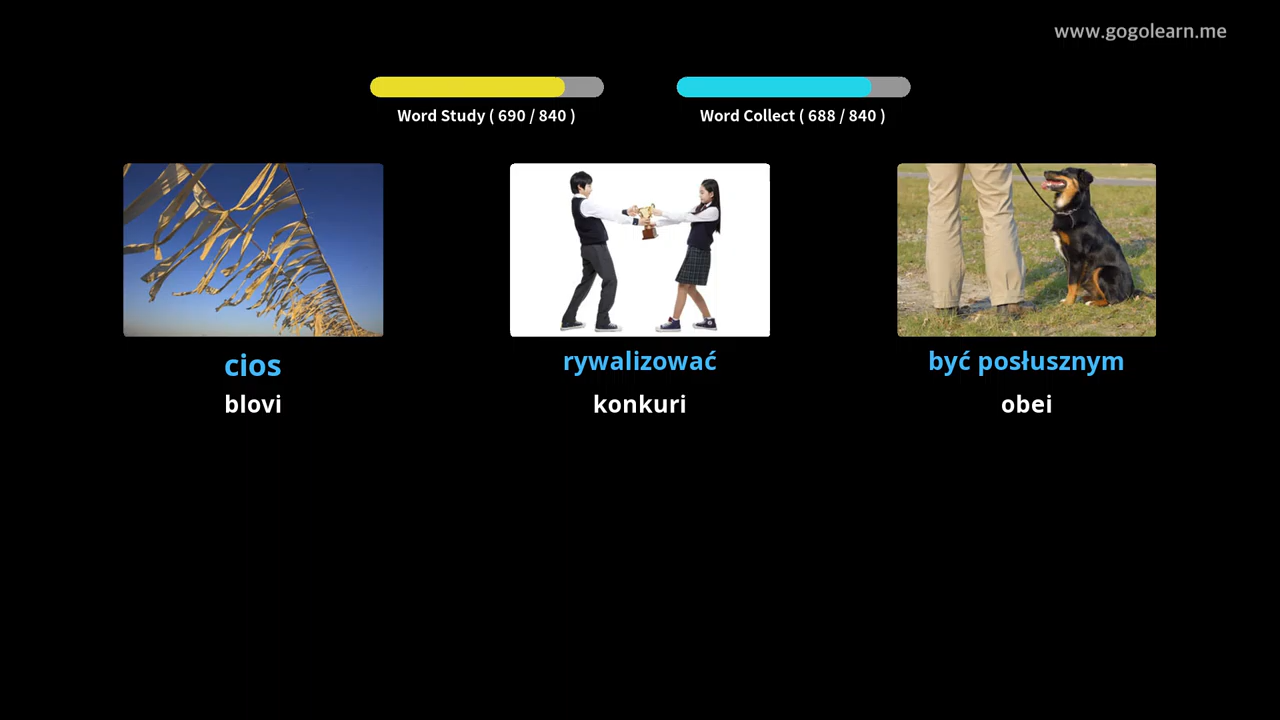 www.gogolearn.me
Word Study ( 690 / 840 )
Word Collect ( 688 / 840 )
cios
rywalizować
być posłusznym
blovi
konkuri
obei